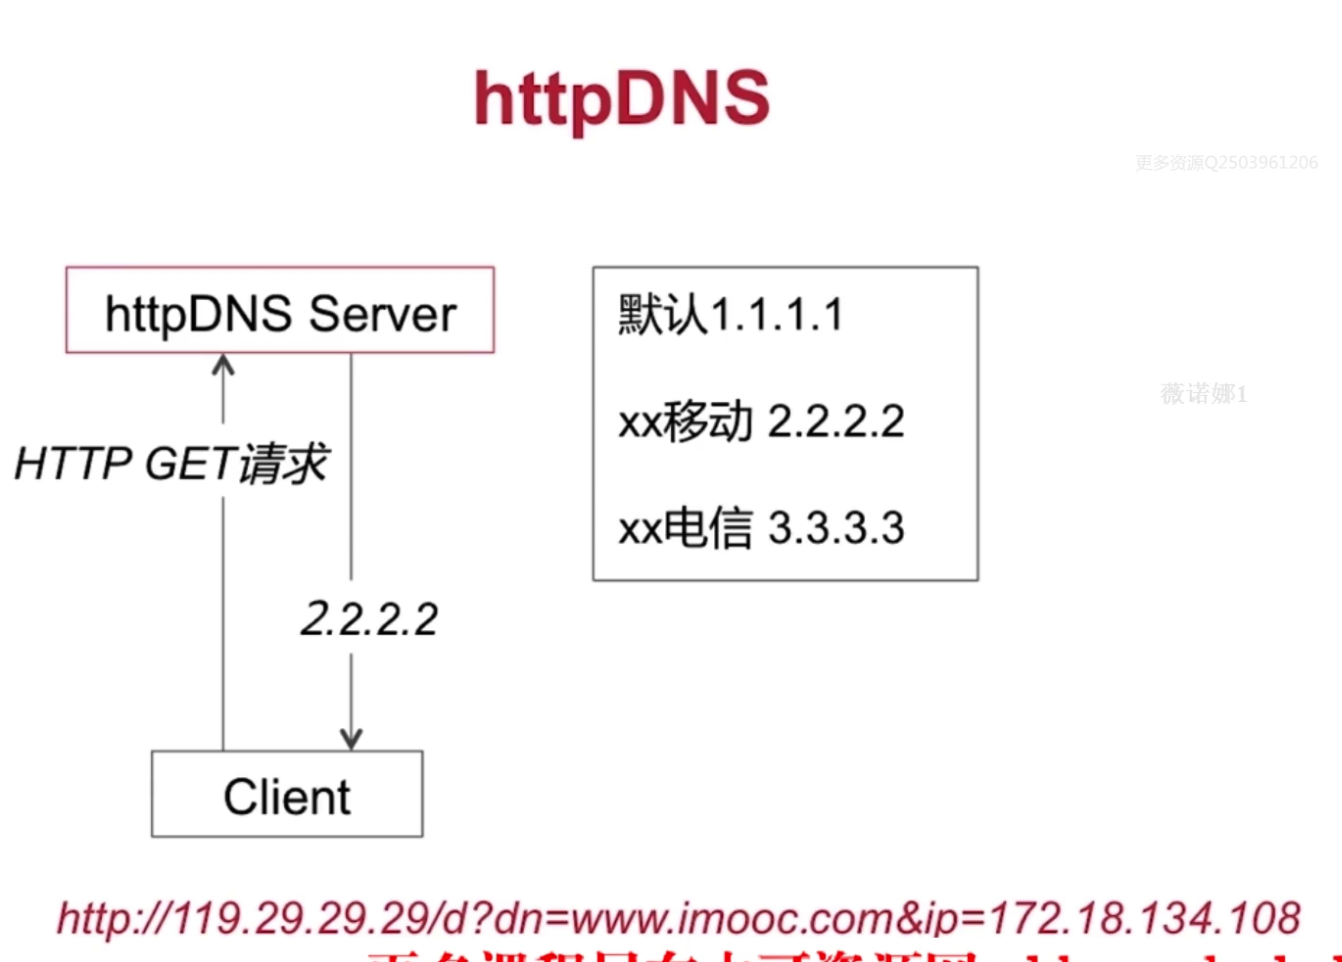 httpDNS
更多资源Q2503961206
httpDNS Server
默认1.1.1.1
薇诺娜1
xx移动 2.2.2.2
HTTP GET请求
xx电信 3.3.3.3
2.2.2.2
Client
http://119.29.29.29/d?dn=www.imooc.com&ip=172.18.134.108